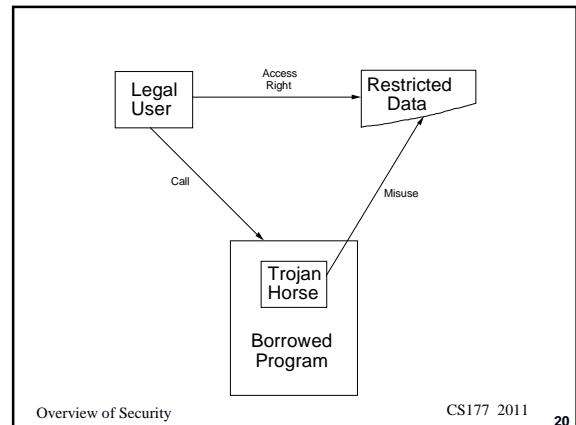 Access
Right
Legal
User
Restricted
Data
Call
Misuse
Trojan
Horse
Borrowed
Program
Overview of Security
CS177 2011
20